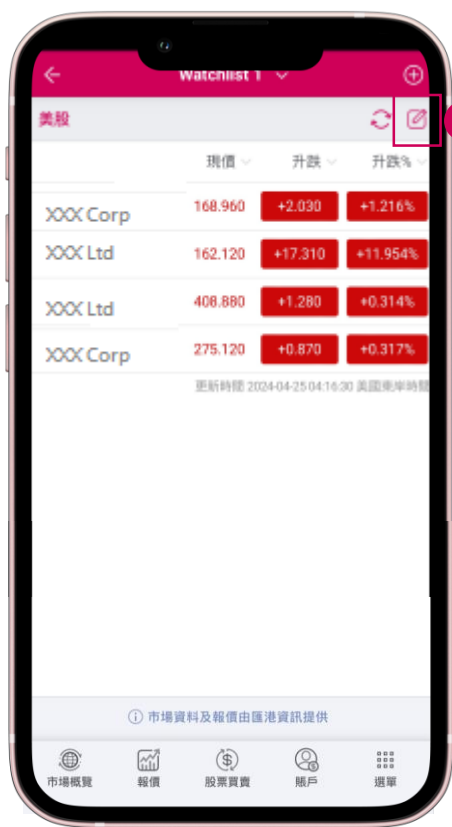 Watchlist 1
美股
現價 升跌 升跌%
XXX Corp 168.960 +2.030 +1.216%
XXX Ltd 162.120 +17.310 +11.954%
XXX Ltd 408.880 +1.280 +0.314%
XXX Corp 275.120 +0.870 +0.317%
更新時間 2024-04-25 04:16:30 美國東岸時間
市場資料及報價由匯港資訊提供
市場概覽 報價 股票買賣 賬戶 選單